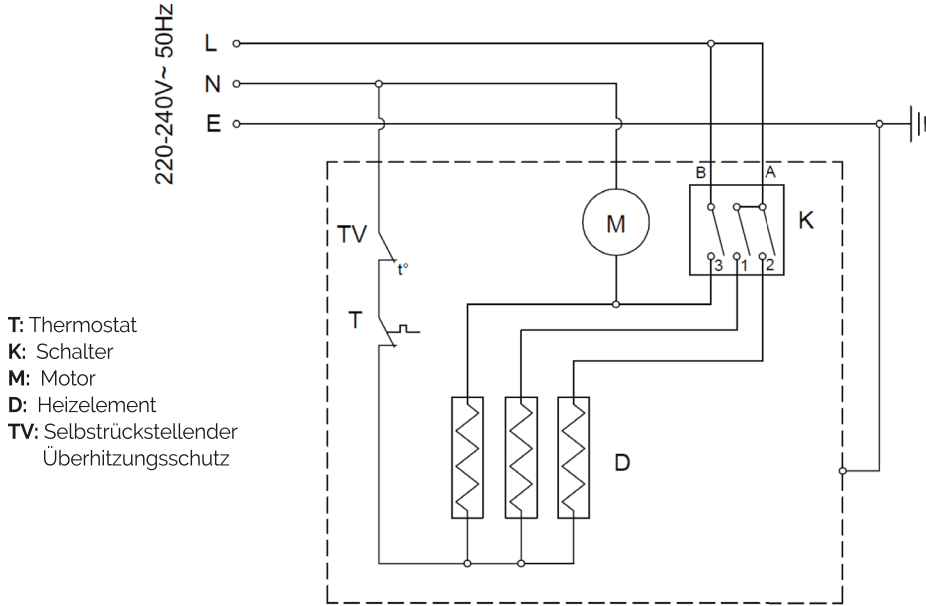 220-240V~ 50Hz
L
N
E
B A
K
M
TV
t°
3 1 2
T
D
T: Thermostat
K: Schalter
M: Motor
D: Heizelement
TV: Selbstrückstellender
Überhitzungsschutz